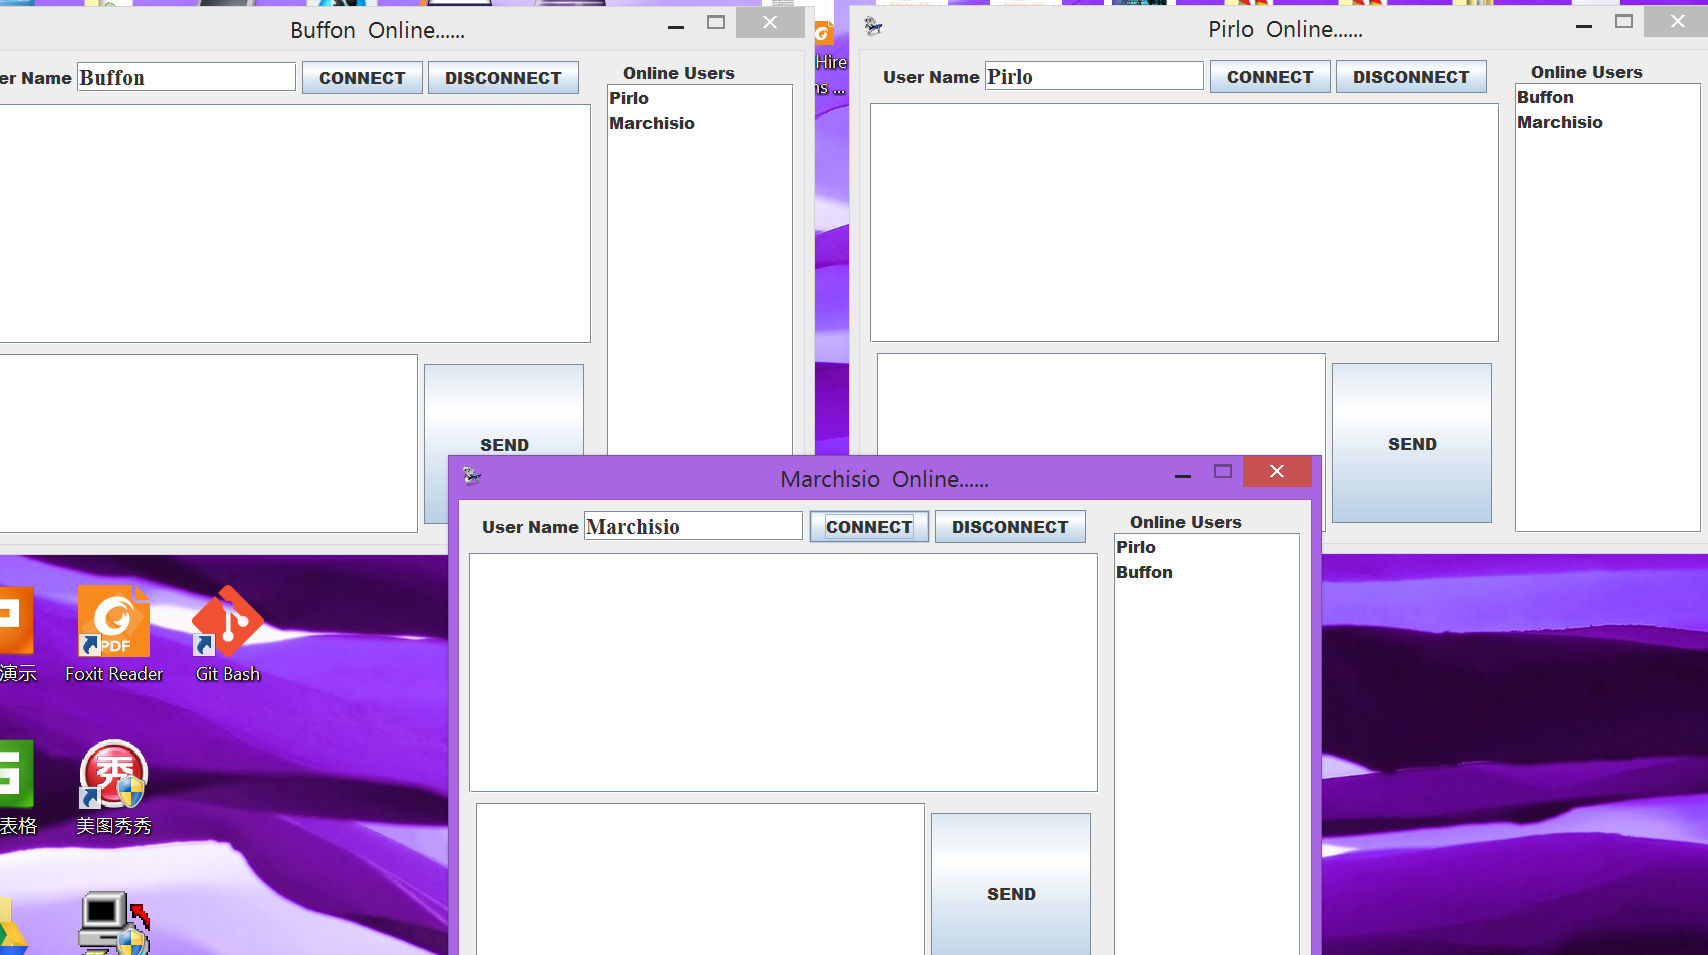 Buffon Online......
er Name
Buffon
CONNECT
DISCONNECT
Online Users
Pirlo
Marchisio
SEND
Hire
ns ...
Pirlo Online......
User Name
Pirlo
CONNECT
DISCONNECT
Online Users
Buffon
Marchisio
SEND
Marchisio Online......
User Name
Marchisio
CONNECT
DISCONNECT
Online Users
Pirlo
Buffon
SEND
演示
PDF
Foxit Reader
Git Bash
表格
秀
美图秀秀